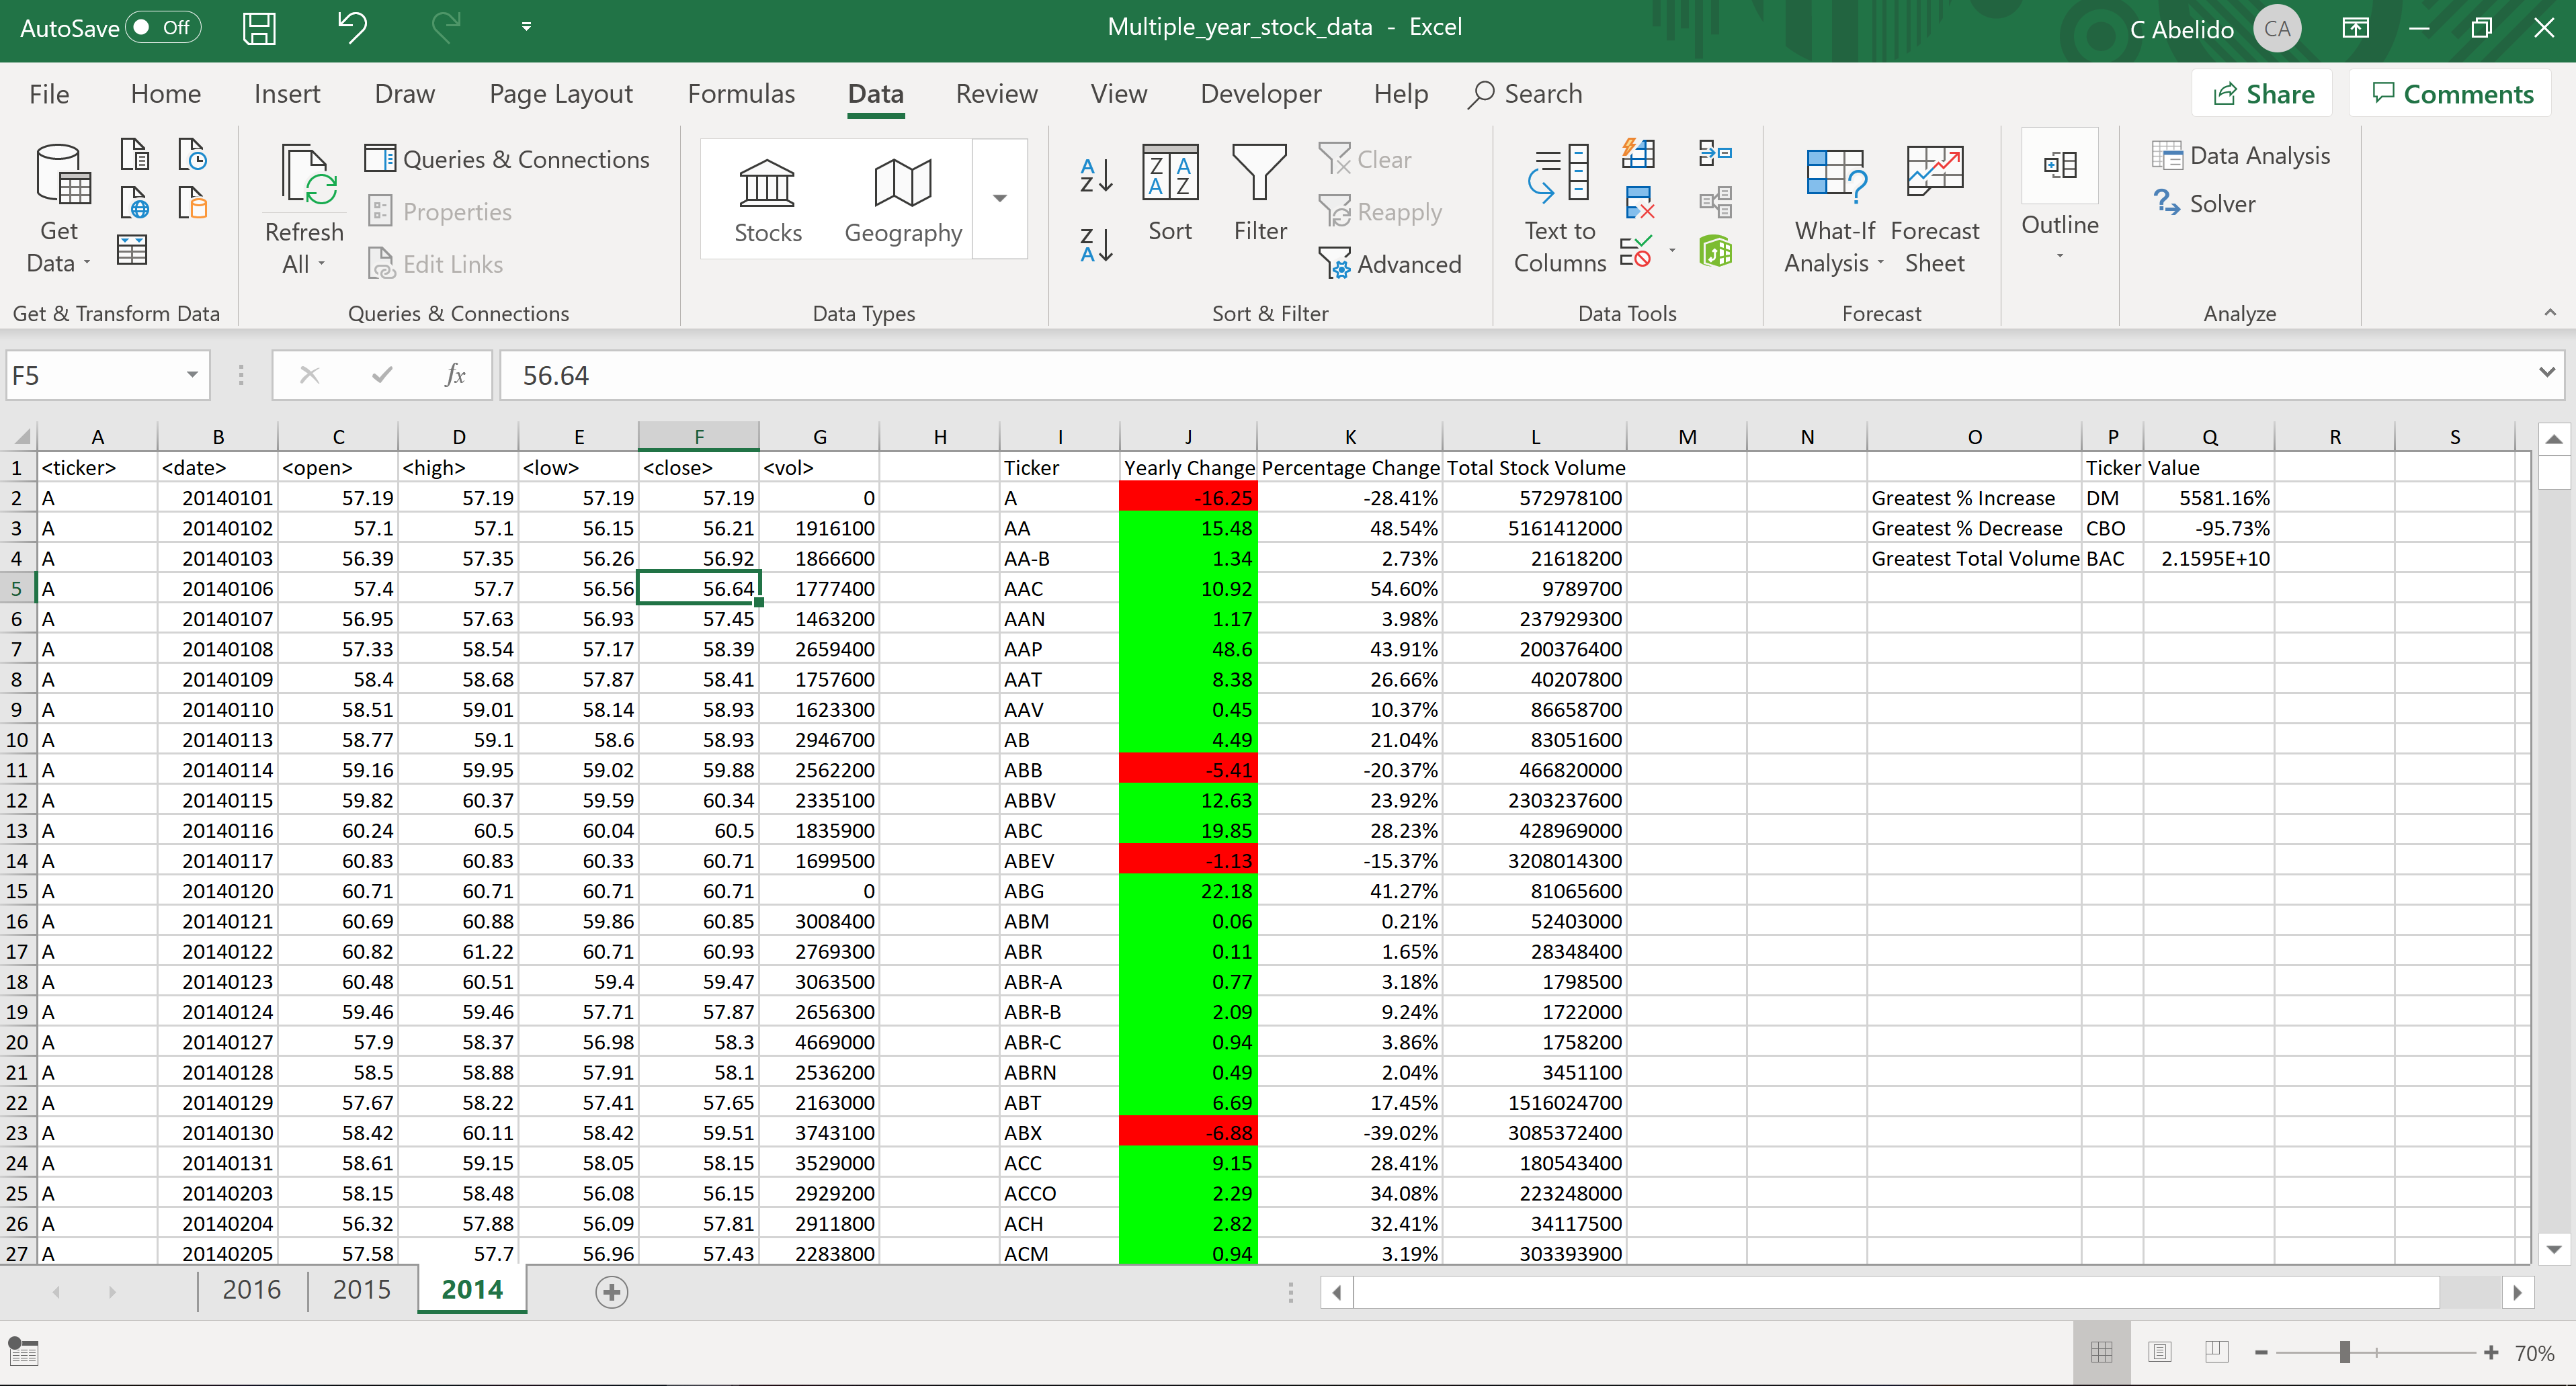 AutoSave Off Multiple_year_stock_data - Excel C Abelido CA
File Home Insert Draw Page Layout Formulas Data Review View Developer Help Search Share Comments
Get Data
Refresh All
Queries & Connections
Properties
Edit Links
Stocks Geography
Sort Filter
Clear
Reapply
Advanced
Text to Columns
What-If Analysis
Forecast Sheet
Outline
Data Analysis
Solver
Get & Transform Data Queries & Connections Data Types Sort & Filter Data Tools Forecast Analyze
F5 fx 56.64
A B C D E F G H I J K L M N O P Q R S
1 <ticker> <date> <open> <high> <low> <close> <vol> Ticker Yearly Change Percentage Change Total Stock Volume Ticker Value
2 A 20140101 57.19 57.19 57.19 57.19 0 A -16.25 -28.41% 572978100 Greatest % Increase DM 5581.16%
3 A 20140102 57.1 57.1 56.15 56.21 1916100 AA 15.48 48.54% 5161412000 Greatest % Decrease CBO -95.73%
4 A 20140103 56.39 57.35 56.26 56.92 1866600 AA-B 1.34 2.73% 21618200 Greatest Total Volume BAC 2.1595E+10
5 A 20140106 57.4 57.7 56.56 56.64 1777400 AAC 10.92 54.60% 9789700
6 A 20140107 56.95 57.63 56.93 57.45 1463200 AAN 1.17 3.98% 237929300
7 A 20140108 57.33 58.54 57.17 58.39 2659400 AAP 48.6 43.91% 200376400
8 A 20140109 58.4 58.68 57.87 58.41 1757600 AAT 8.38 26.66% 40207800
9 A 20140110 58.51 59.01 58.14 58.93 1623300 AAV 0.45 10.37% 86658700
10 A 20140113 58.77 59.1 58.6 58.93 2946700 AB 4.49 21.04% 83051600
11 A 20140114 59.16 59.95 59.02 59.88 2562200 ABB -5.41 -20.37% 466820000
12 A 20140115 59.82 60.37 59.59 60.34 2335100 ABBV 12.63 23.92% 2303237600
13 A 20140116 60.24 60.5 60.04 60.5 1835900 ABC 19.85 28.23% 428969000
14 A 20140117 60.83 60.83 60.33 60.71 1699500 ABEV -1.13 -15.37% 3208014300
15 A 20140120 60.71 60.71 60.71 60.71 0 ABG 22.18 41.27% 81065600
16 A 20140121 60.69 60.88 59.86 60.85 3008400 ABM 0.06 0.21% 52403000
17 A 20140122 60.82 61.22 60.71 60.93 2769300 ABR 0.11 1.65% 28348400
18 A 20140123 60.48 60.51 59.4 59.47 3063500 ABR-A 0.77 3.18% 1798500
19 A 20140124 59.46 59.46 57.71 57.87 2656300 ABR-B 2.09 9.24% 1722000
20 A 20140127 57.9 58.37 56.98 58.3 4669000 ABR-C 0.94 3.86% 1758200
21 A 20140128 58.5 58.88 57.91 58.1 2536200 ABRN 0.49 2.04% 3451100
22 A 20140129 57.67 58.22 57.41 57.65 2163000 ABT 6.69 17.45% 1516024700
23 A 20140130 58.42 60.11 58.42 59.51 3743100 ABX -6.88 -39.02% 3085372400
24 A 20140131 58.61 59.15 58.05 58.15 3529000 ACC 9.15 28.41% 180543400
25 A 20140203 58.15 58.48 56.08 56.15 2929200 ACCO 2.29 34.08% 223248000
26 A 20140204 56.32 57.88 56.09 57.81 2911800 ACH 2.82 32.41% 34117500
27 A 20140205 57.58 57.7 56.96 57.43 2283800 ACM 0.94 3.19% 303393900
2016 2015 2014
70%